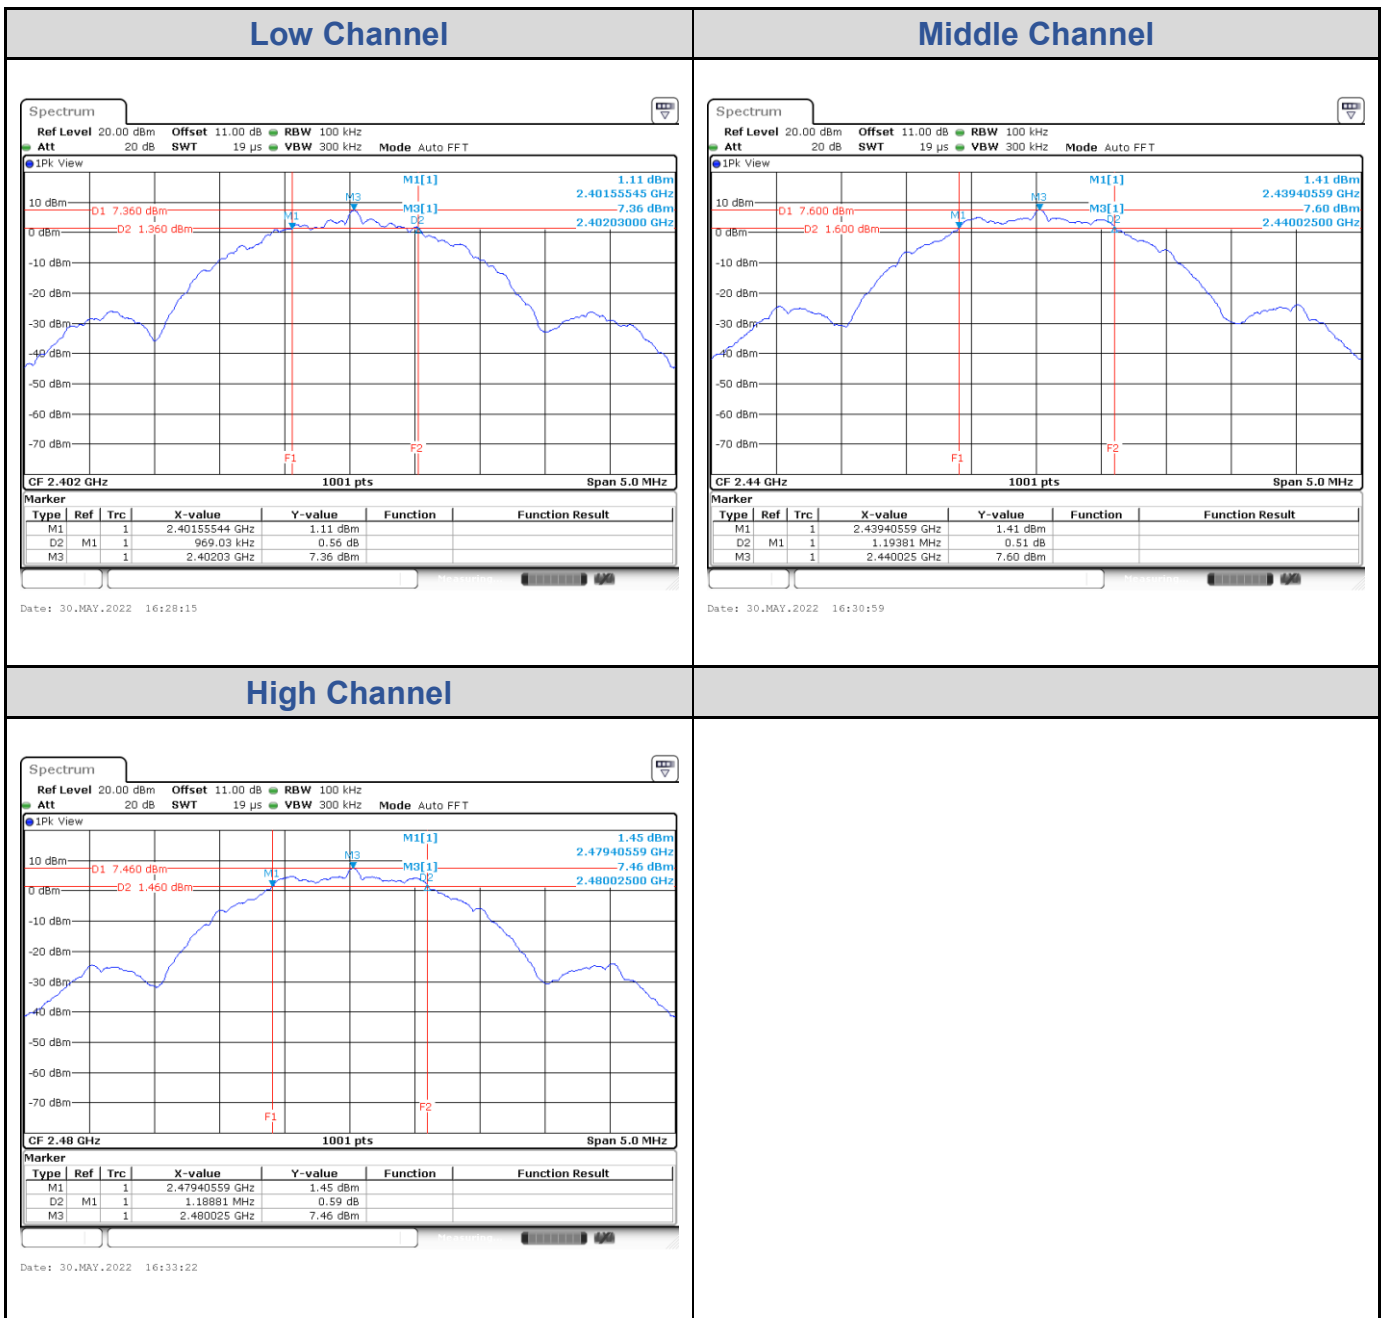 Low Channel
Spectrum
Ref Level 20.00 dBm Offset 11.00 dB RBW 100 kHz
Att 20 dB SWT 19 µs VBW 300 kHz Mode Auto FFT
1Pk View
M1[1] 1.11 dBm
2.40155545 GHz
M3[1] 7.36 dBm
2.40203000 GHz
10 dBm
D1 7.360 dBm
M1
M3
D2
D2 1.360 dBm
0 dBm
-10 dBm
-20 dBm
-30 dBm
-40 dBm
-50 dBm
-60 dBm
-70 dBm
F1
F2
CF 2.402 GHz 1001 pts Span 5.0 MHz
Marker
Type Ref Trc X-value Y-value Function Function Result
M1 1 2.40155544 GHz 1.11 dBm
D2 M1 1 969.03 kHz 0.56 dB
M3 1 2.40203 GHz 7.36 dBm
Measuring
Date: 30.MAY.2022 16:28:15
Middle Channel
Spectrum
Ref Level 20.00 dBm Offset 11.00 dB RBW 100 kHz
Att 20 dB SWT 19 µs VBW 300 kHz Mode Auto FFT
1Pk View
M1[1] 1.41 dBm
2.43940559 GHz
M3[1] 7.60 dBm
2.44002500 GHz
10 dBm
D1 7.600 dBm
M1
M3
D2
D2 1.600 dBm
0 dBm
-10 dBm
-20 dBm
-30 dBm
-40 dBm
-50 dBm
-60 dBm
-70 dBm
F1
F2
CF 2.44 GHz 1001 pts Span 5.0 MHz
Marker
Type Ref Trc X-value Y-value Function Function Result
M1 1 2.43940559 GHz 1.41 dBm
D2 M1 1 1.19381 MHz 0.51 dB
M3 1 2.440025 GHz 7.60 dBm
Measuring
Date: 30.MAY.2022 16:30:59
High Channel
Spectrum
Ref Level 20.00 dBm Offset 11.00 dB RBW 100 kHz
Att 20 dB SWT 19 µs VBW 300 kHz Mode Auto FFT
1Pk View
M1[1] 1.45 dBm
2.47940559 GHz
M3[1] 7.46 dBm
2.48002500 GHz
10 dBm
D1 7.460 dBm
M1
M3
D2
D2 1.460 dBm
0 dBm
-10 dBm
-20 dBm
-30 dBm
-40 dBm
-50 dBm
-60 dBm
-70 dBm
F1
F2
CF 2.48 GHz 1001 pts Span 5.0 MHz
Marker
Type Ref Trc X-value Y-value Function Function Result
M1 1 2.47940559 GHz 1.45 dBm
D2 M1 1 1.18881 MHz 0.59 dB
M3 1 2.480025 GHz 7.46 dBm
Measuring
Date: 30.MAY.2022 16:33:22